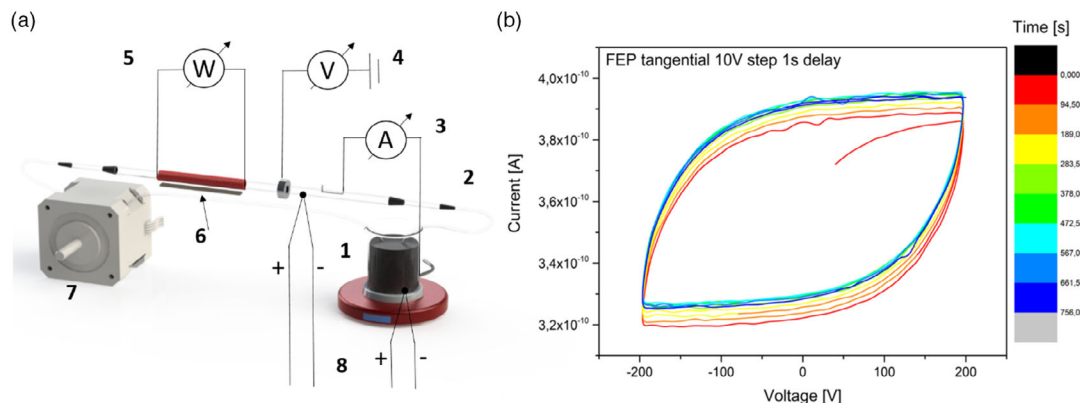 (a)
5
W
V
4
3
A
2
6
1
+
-
7
8
+
-
(b)
FEP tangential 10V step 1s delay
4,0x10⁻¹⁰
3,8x10⁻¹⁰
3,6x10⁻¹⁰
3,4x10⁻¹⁰
3,2x10⁻¹⁰
Current [A]
-200
-100
0
100
200
Voltage [V]
Time [s]
0,000
94,50
189,0
283,5
378,0
472,5
567,0
661,5
756,0